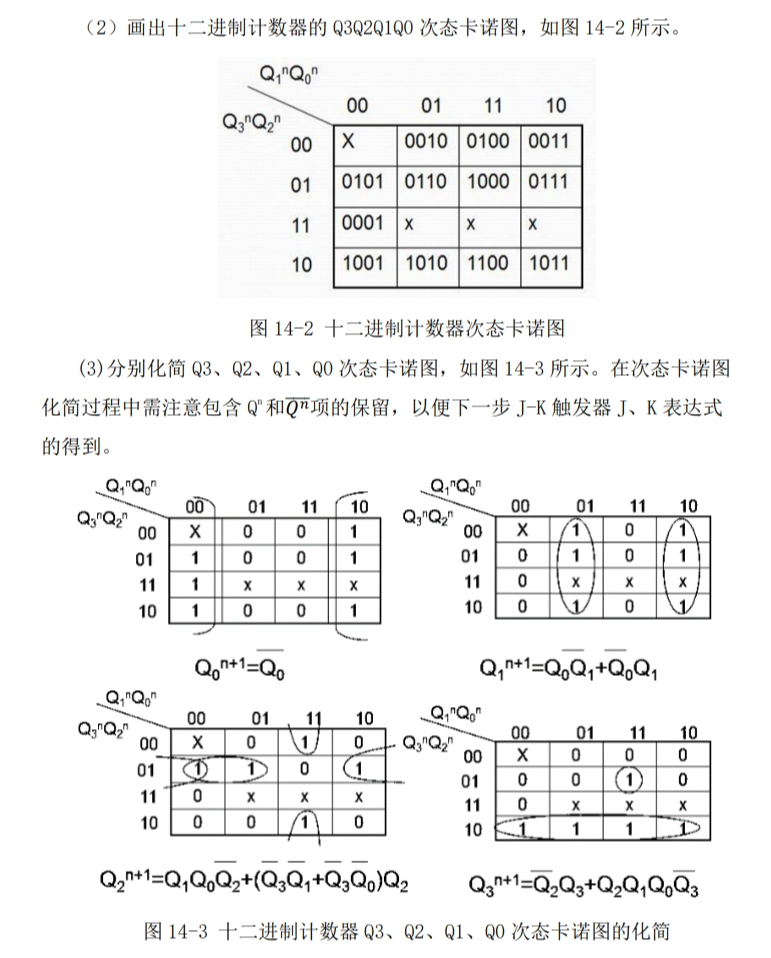 （2）画出十二进制计数器的 Q3Q2Q1Q0 次态卡诺图，如图 14-2 所示。
Q₁ⁿQ₀ⁿ
00 01 11 10
Q₃ⁿQ₂ⁿ
00 X 0010 0100 0011
01 0101 0110 1000 0111
11 0001 x x x
10 1001 1010 1100 1011
图 14-2 十二进制计数器次态卡诺图
(3)分别化简 Q3、Q2、Q1、Q0 次态卡诺图，如图 14-3 所示。在次态卡诺图
化简过程中需注意包含 Qⁿ 和Q̅ⁿ项的保留，以便下一步 J-K 触发器 J、K 表达式
的得到。
Q₁ⁿQ₀ⁿ
00 01 11 10
Q₃ⁿQ₂ⁿ
00 X 0 0 1
01 1 0 0 1
11 1 x x x
10 1 0 0 1
Q₀ⁿ⁺¹=Q̅₀
Q₁ⁿQ₀ⁿ
00 01 11 10
Q₃ⁿQ₂ⁿ
00 X 1 0 1
01 0 1 0 1
11 0 x x x
10 0 1 0 1
Q₁ⁿ⁺¹=Q₀Q̅₁+Q̅₀Q₁
Q₁ⁿQ₀ⁿ
00 01 11 10
Q₃ⁿQ₂ⁿ
00 X 0 1 0
01 1 1 0 1
11 0 x x x
10 0 0 1 0
Q₂ⁿ⁺¹=Q₁Q₀Q̅₂+(Q̅₃Q̅₁+Q̅₃Q̅₀)Q₂
Q₁ⁿQ₀ⁿ
00 01 11 10
Q₃ⁿQ₂ⁿ
00 X 0 0 0
01 0 0 1 0
11 0 x x x
10 1 1 1 1
Q₃ⁿ⁺¹=Q̅₂Q₃+Q₂Q₁Q₀Q̅₃
图 14-3 十二进制计数器 Q3、Q2、Q1、Q0 次态卡诺图的化简